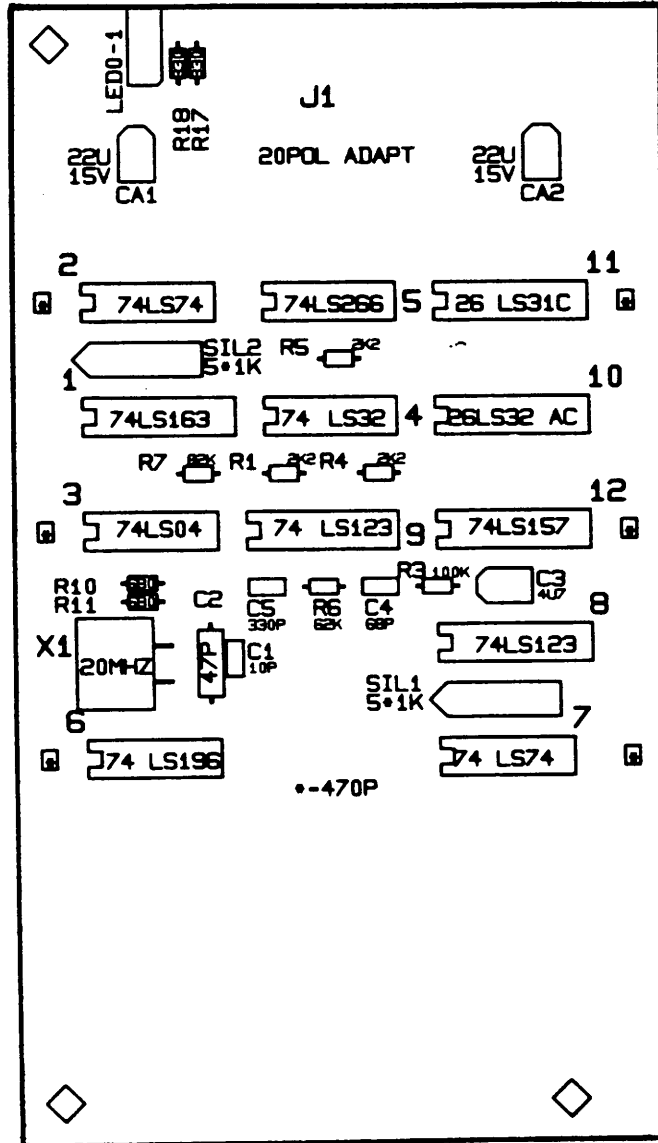 LED0-1
R18
R17
J1
22U
15V
CA1
20POL ADAPT
22U
15V
CA2
2
11
74LS74
74LS266
5
26 LS31C
SIL2
5*1K
R5
2K2
1
10
74LS163
74 LS32
4
26LS32 AC
R7
82K
R1
2K2
R4
2K2
3
12
74LS04
74 LS123
9
74LS157
R10
R11
C2
C5
330P
R6
62K
C4
68P
R3
100K
C3
4U7
8
X1
20MHZ
47P
C1
10P
74LS123
SIL1
5*1K
6
7
74 LS196
74 LS74
*-470P